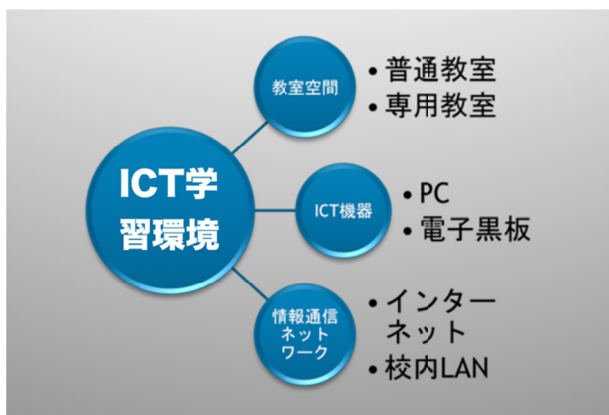 ICT学
習環境
教室空間
• 普通教室
• 専用教室
ICT機器
• PC
• 電子黒板
情報通信
ネット
ワーク
• インター
ネット
• 校内LAN